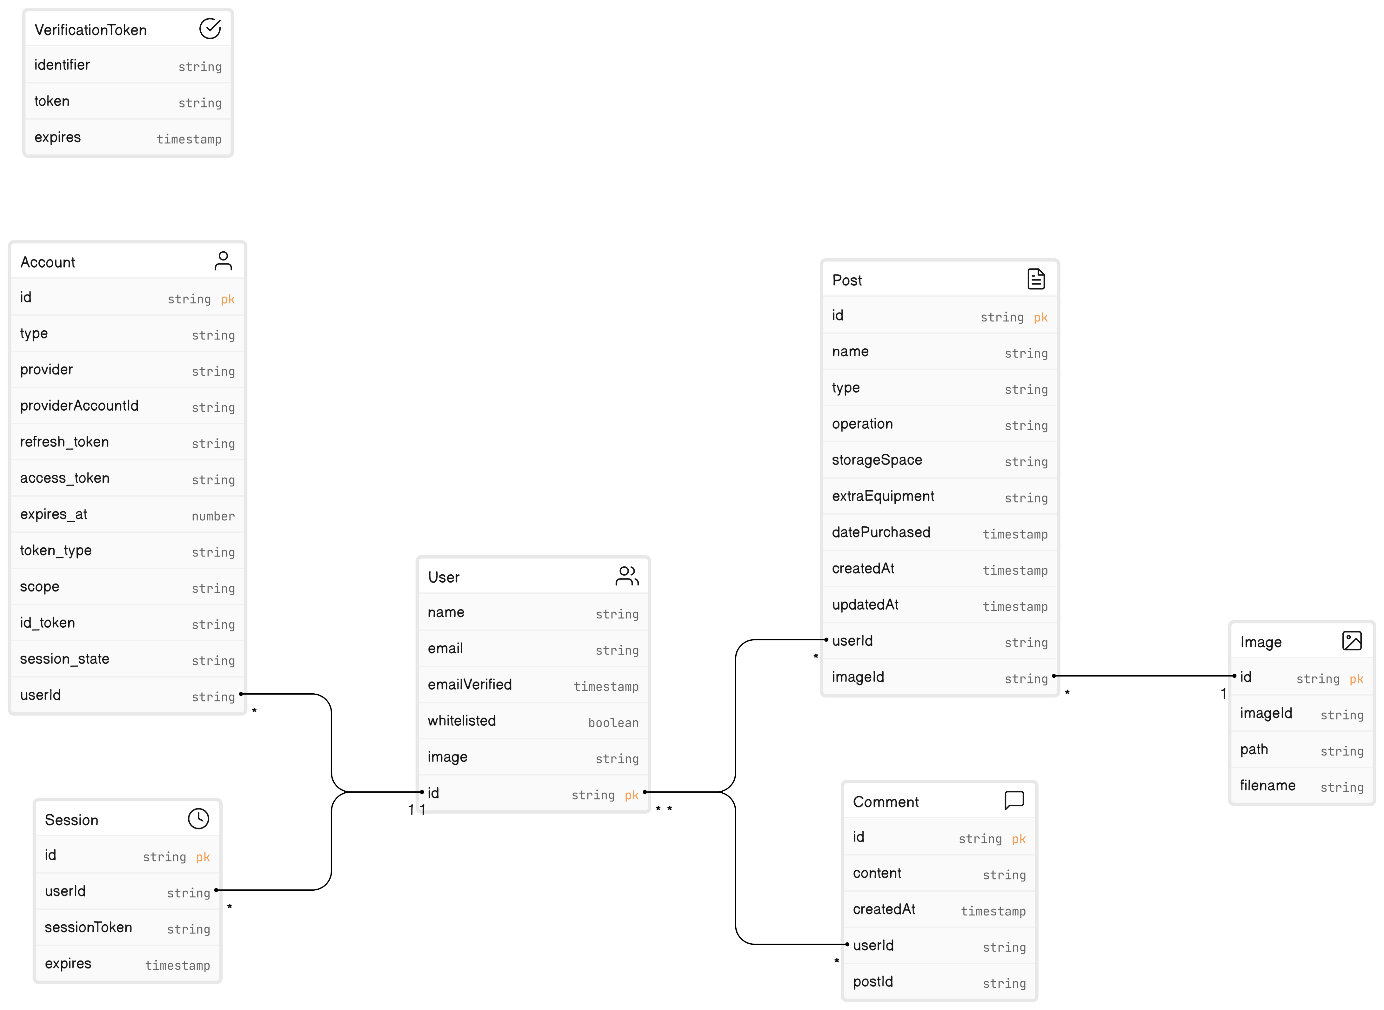 VerificationToken
identifier string
token string
expires timestamp
Account
id string pk
type string
provider string
providerAccountId string
refresh_token string
access_token string
expires_at number
token_type string
scope string
id_token string
session_state string
userId string
*
Session
id string pk
userId string
*
sessionToken string
expires timestamp
User
name string
email string
emailVerified timestamp
whitelisted boolean
image string
id string pk
1 1
* *
Post
id string pk
name string
type string
operation string
storageSpace string
extraEquipment string
datePurchased timestamp
createdAt timestamp
updatedAt timestamp
userId string
*
imageId string
*
Comment
id string pk
content string
createdAt timestamp
userId string
*
postId string
Image
id string pk
1
imageId string
path string
filename string